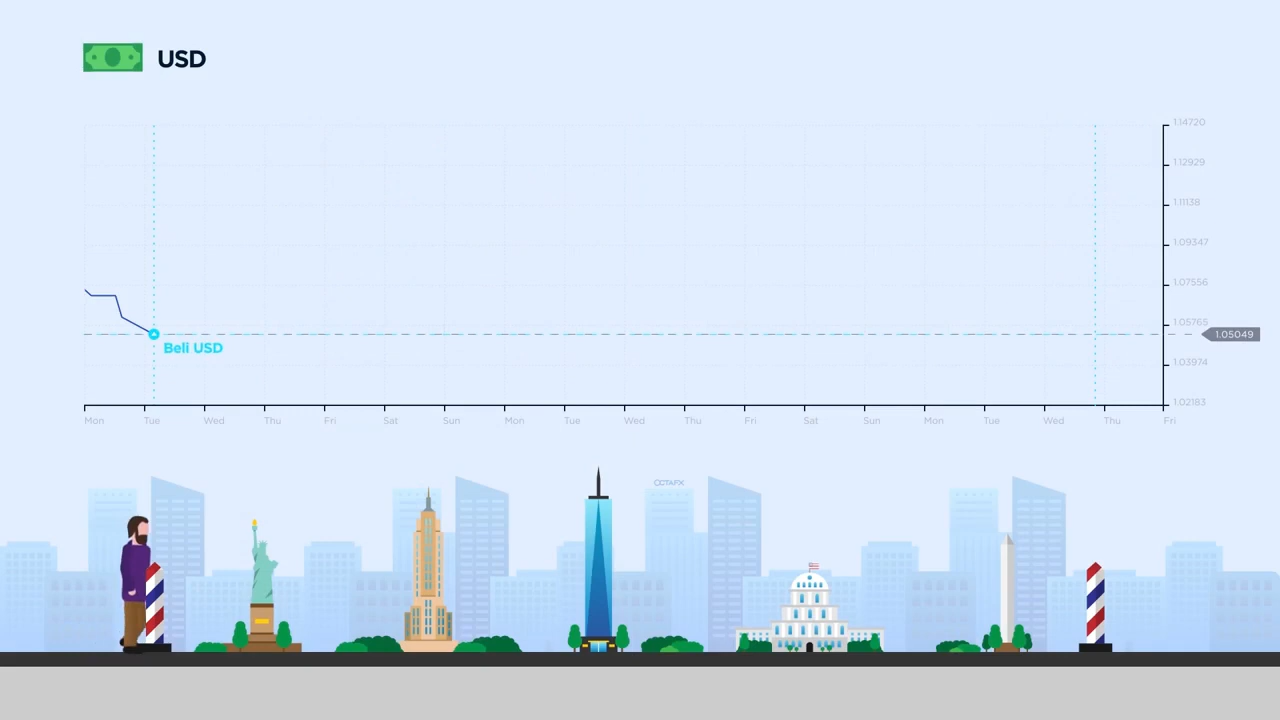 USD
1.14720
1.12929
1.11138
1.09347
1.07556
1.05765
1.05049
1.03974
1.02183
Beli USD
Mon Tue Wed Thu Fri Sat Sun Mon Tue Wed Thu Fri Sat Sun Mon Tue Wed Thu Fri
OCTAFX